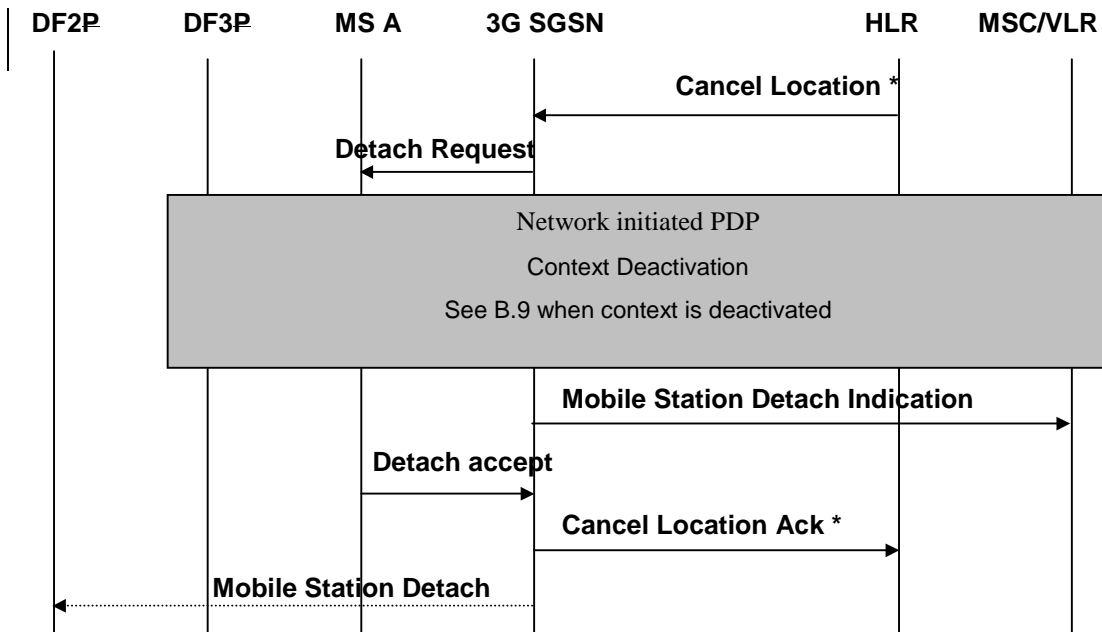 DF2P DF3P MS A 3G SGSN HLR MSC/VLR
Cancel Location *
Detach Request
Network initiated PDP
Context Deactivation
See B.9 when context is deactivated
Mobile Station Detach Indication
Detach accept
Cancel Location Ack *
Mobile Station Detach